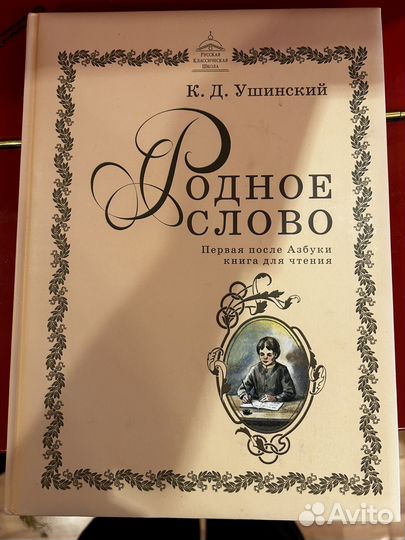 Русская
Классическая
Школа
К. Д. Ушинский
Родное
слово
Первая после Азбуки
книга для чтения
Avito